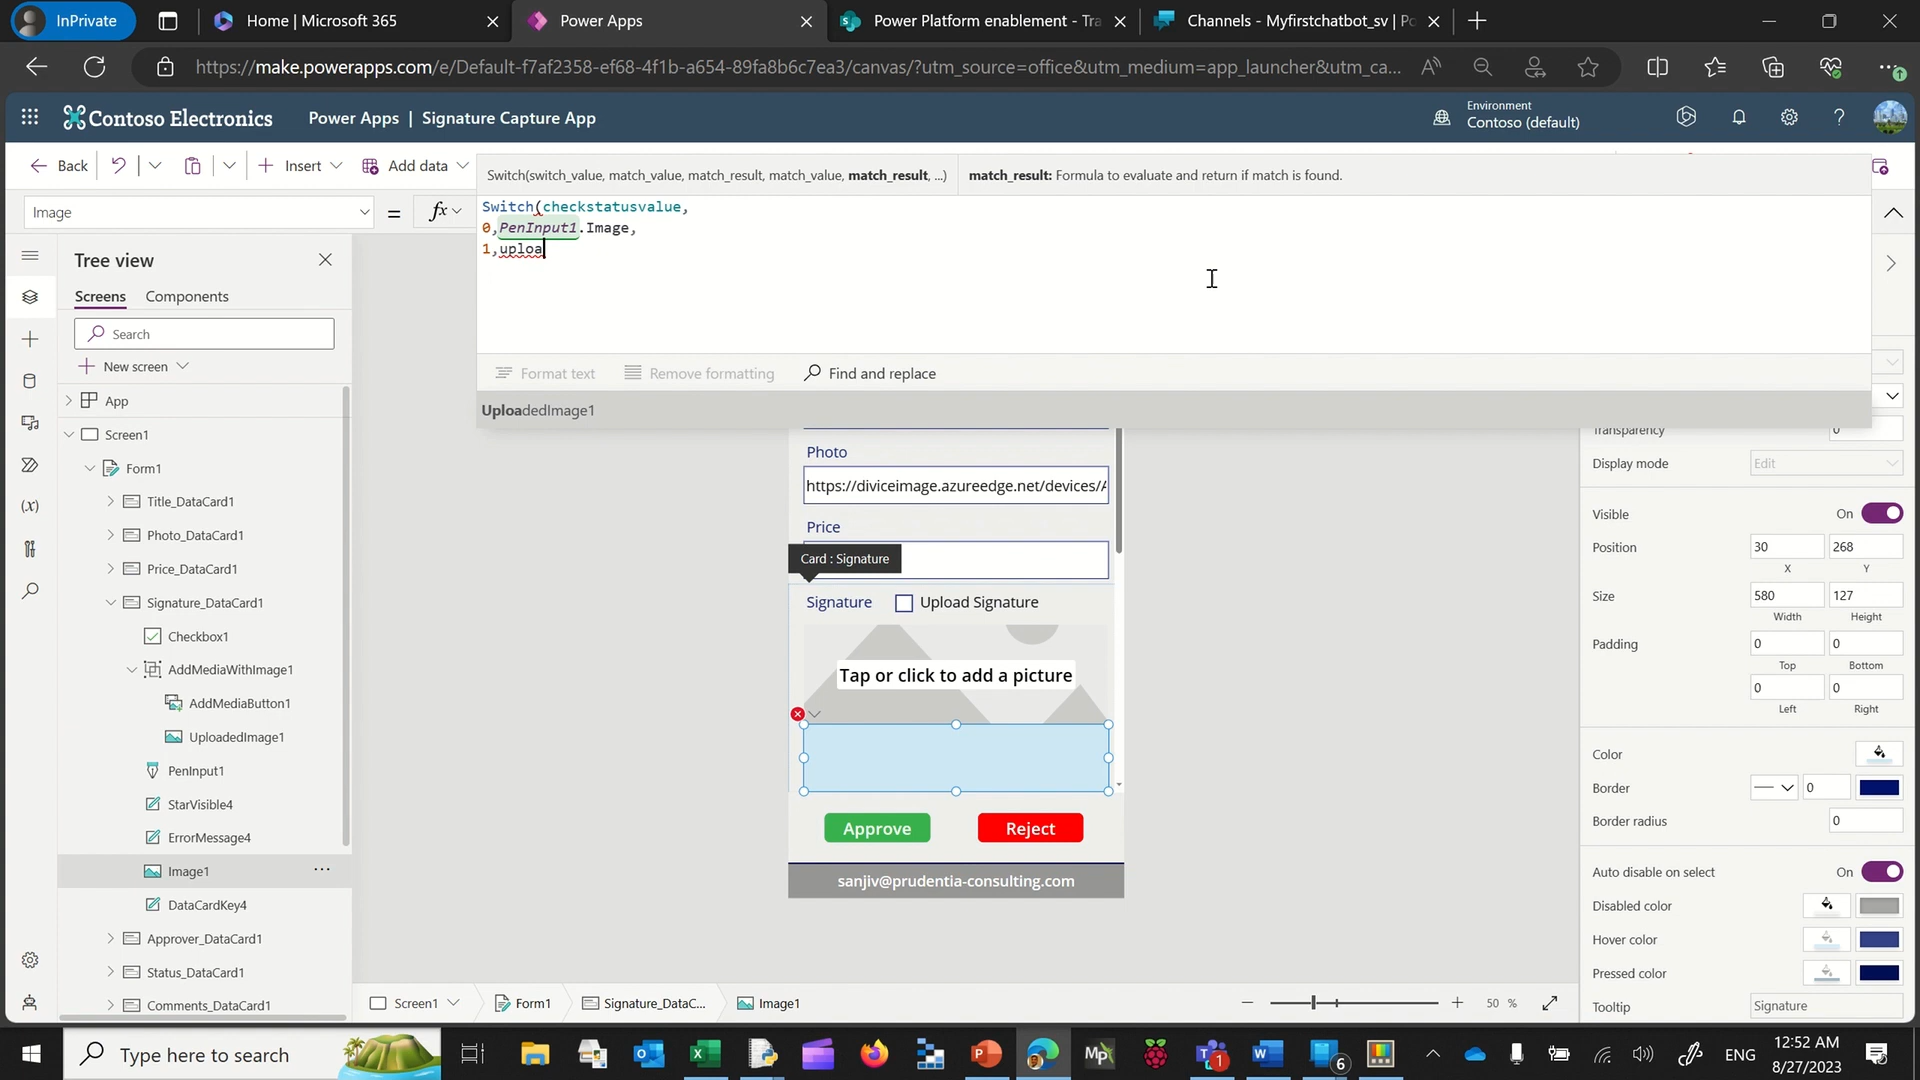 InPrivate
Home | Microsoft 365
Power Apps
Power Platform enablement - Tra
Channels - Myfirstchatbot_sv | Po
https://make.powerapps.com/e/Default-f7af2358-ef68-4f1b-a654-89fa8b6c7ea3/canvas/?utm_source=office&utm_medium=app_launcher&utm_ca...
Contoso Electronics
Power Apps | Signature Capture App
Environment
Contoso (default)
Back
Insert
Add data
Switch(switch_value, match_value, match_result, match_value, match_result, ...)
match_result: Formula to evaluate and return if match is found.
Image
=
fx
Switch(checkstatusvalue,
0,PenInput1.Image,
1,uploa
Format text
Remove formatting
Find and replace
UploadedImage1
Tree view
Screens
Components
Search
New screen
App
Screen1
Form1
Title_DataCard1
Photo_DataCard1
Price_DataCard1
Signature_DataCard1
Checkbox1
AddMediaWithImage1
AddMediaButton1
UploadedImage1
PenInput1
StarVisible4
ErrorMessage4
Image1
DataCardKey4
Approver_DataCard1
Status_DataCard1
Comments_DataCard1
Photo
https://diviceimage.azureedge.net/devices/A
Price
Card : Signature
Signature
Upload Signature
Tap or click to add a picture
Approve
Reject
sanjiv@prudentia-consulting.com
Transparency
0
Display mode
Edit
Visible
On
Position
30
268
X
Y
Size
580
127
Width
Height
Padding
0
0
Top
Bottom
0
0
Left
Right
Color
Border
0
Border radius
0
Auto disable on select
On
Disabled color
Hover color
Pressed color
Tooltip
Signature
Screen1
Form1
Signature_DataC...
Image1
50 %
Type here to search
ENG
12:52 AM
8/27/2023